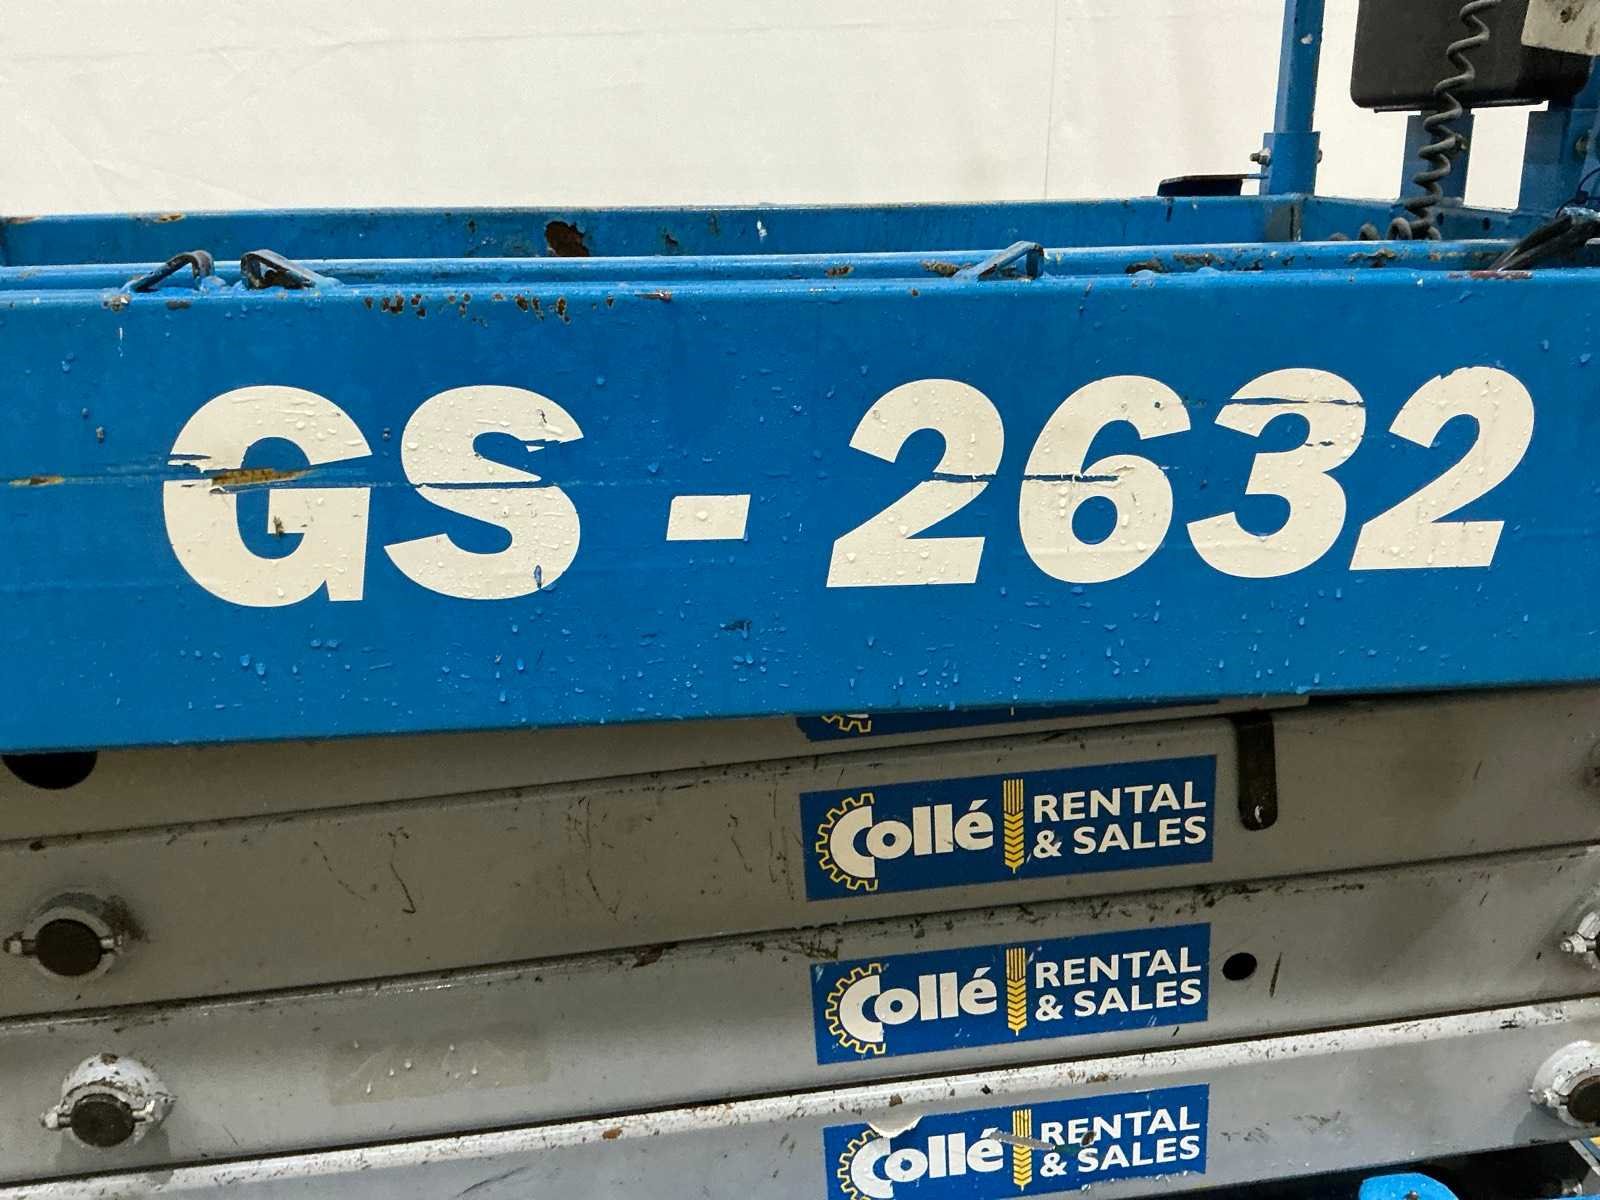 GS - 2632
Collé RENTAL
& SALES
Collé RENTAL
& SALES
Collé RENTAL
& SALES